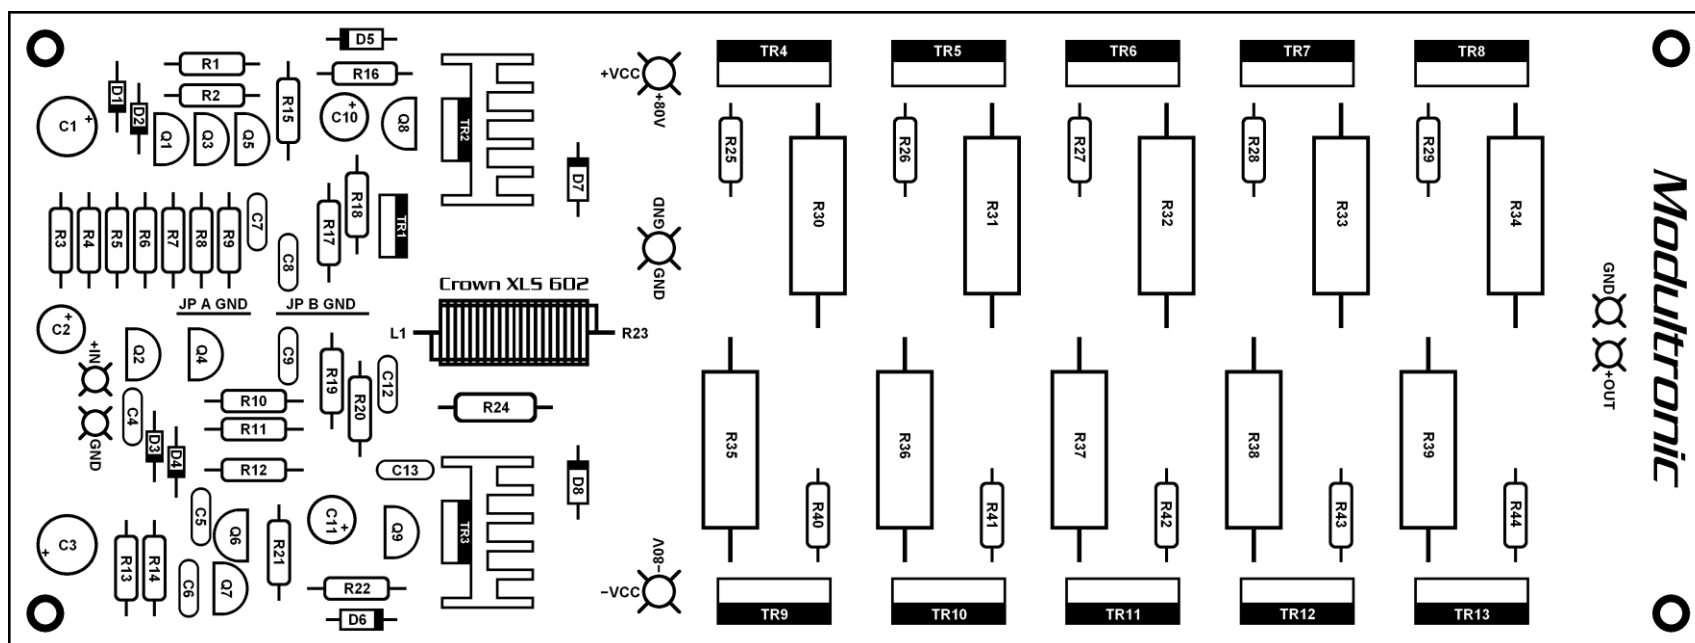 D5
R1
R16
D1
D2
R2
R15
C1
+
C10
+
Q1
Q3
Q5
Q8
TR2
D7
R3
R4
R5
R6
R7
R8
R9
C7
C8
R17
R18
TR1
JP A GND
JP B GND
Crown XLS 602
L1
R23
C2
+
+IN
GND
Q2
Q4
C9
R19
R20
C12
C4
R10
R11
R12
R24
D3
D4
C13
C5
Q6
C3
+
R13
R14
C6
Q7
R21
C11
+
Q9
R22
D6
TR3
D8
+VCC
+80V
GND
GND
-80V
-VCC
TR4
TR5
TR6
TR7
TR8
R25
R26
R27
R28
R29
R30
R31
R32
R33
R34
R35
R36
R37
R38
R39
R40
R41
R42
R43
R44
TR9
TR10
TR11
TR12
TR13
GND
+OUT
Modultronic